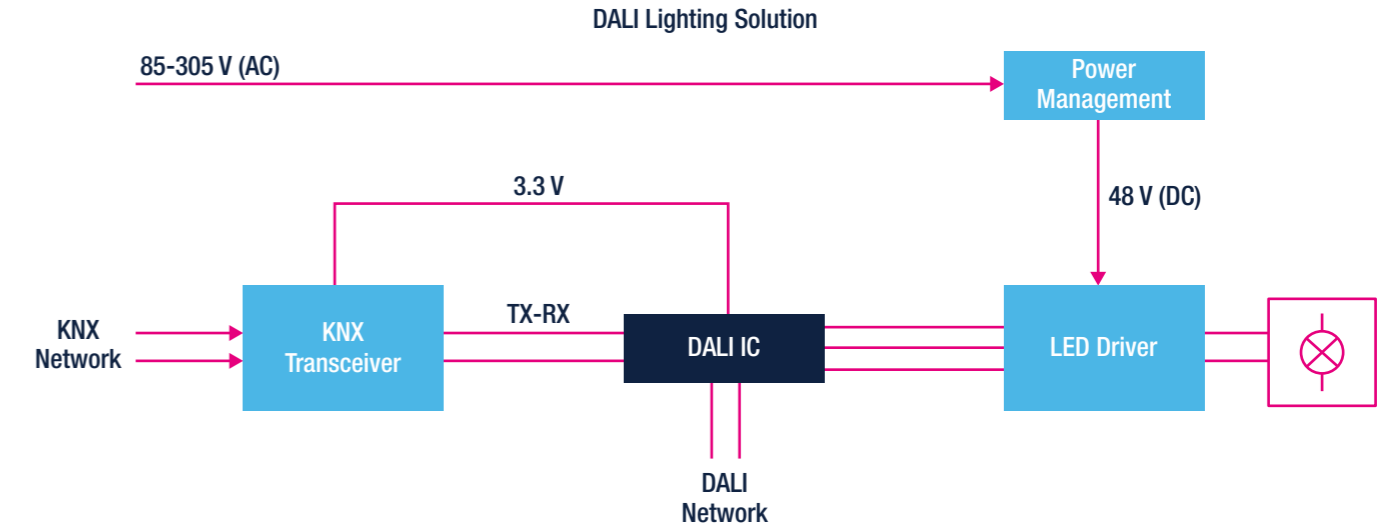 DALI Lighting Solution
85-305 V (AC)
Power
Management
3.3 V
48 V (DC)
KNX
Network
KNX
Transceiver
TX-RX
DALI IC
LED Driver
DALI
Network